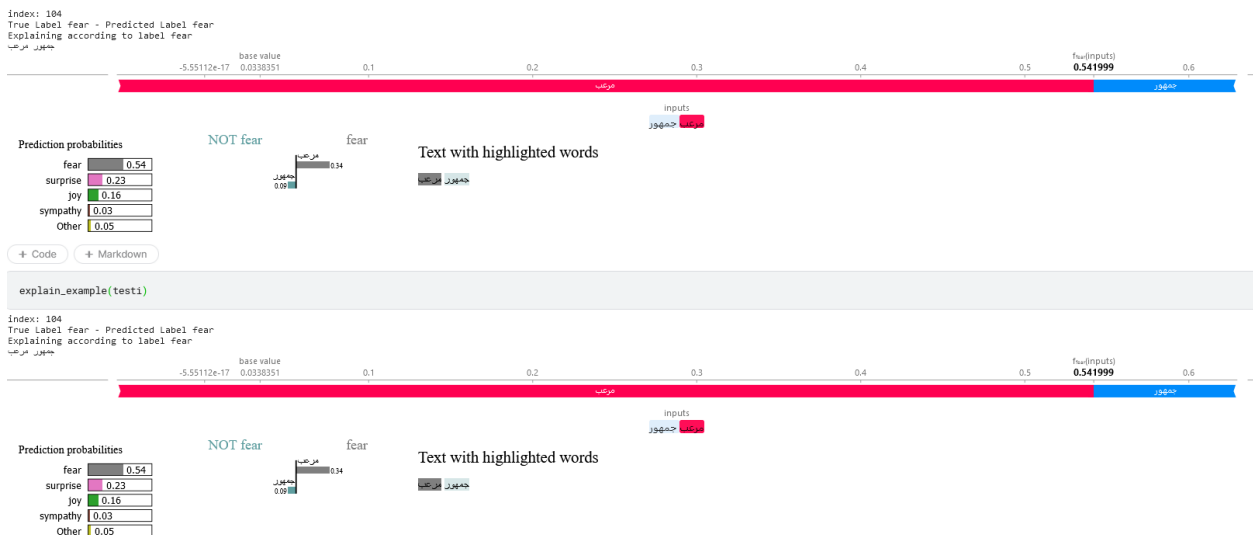 index: 104
True Label fear - Predicted Label fear
Explaining according to label fear
جمهور مرعب
base value
-5.55112e-17 0.0338351 0.1 0.2 0.3 0.4 0.5 0.541999 0.6
f fear(inputs)
مرعب
جمهور
inputs
جمهور مرعب
Prediction probabilities
fear 0.54
surprise 0.23
joy 0.16
sympathy 0.03
Other 0.05
NOT fear fear
مرعب
0.34
جمهور
0.09
Text with highlighted words
جمهور مرعب
+ Code + Markdown
explain_example(testi)
index: 104
True Label fear - Predicted Label fear
Explaining according to label fear
جمهور مرعب
base value
-5.55112e-17 0.0338351 0.1 0.2 0.3 0.4 0.5 0.541999 0.6
f fear(inputs)
مرعب
جمهور
inputs
جمهور مرعب
Prediction probabilities
fear 0.54
surprise 0.23
joy 0.16
sympathy 0.03
Other 0.05
NOT fear fear
مرعب
0.34
جمهور
0.09
Text with highlighted words
جمهور مرعب